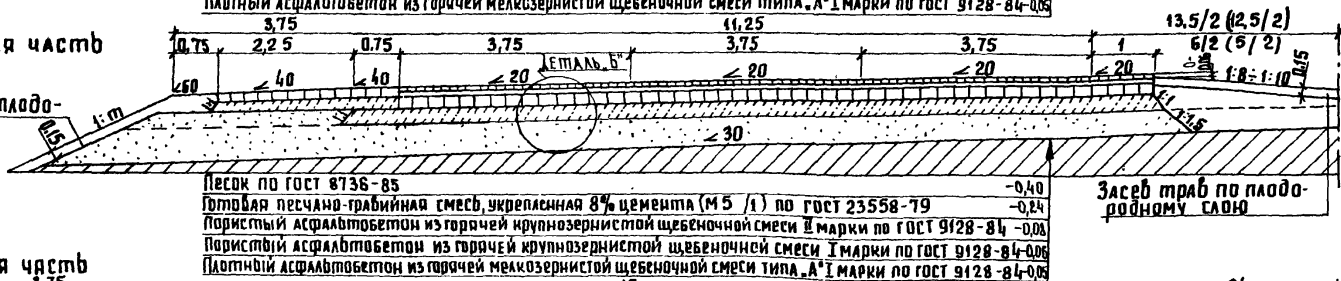 Плотный асфальтобетон из горячей мелкозернистой щебеночной смеси типа „А" I марки по ГОСТ 9128-84 -0,05
3,75 11,25 13,5/2 (12,5/2)
я часть 0,75 2,25 0,75 3,75 3,75 3,75 1 6/2 (5/2)
60 40 40 20 Деталь „Б" 20 20 20 1:8÷1:10 0,15
плодо- 1:m 1:1
0,15 30 1:1,5
Песок по ГОСТ 8736-85 -0,40
Готовая песчано-гравийная смесь, укрепленная 8% цемента (М5 /1) по ГОСТ 23558-79 -0,24
Засев трав по плодо-
родному слою
Пористый асфальтобетон из горячей крупнозернистой щебеночной смеси II марки по ГОСТ 9128-84 -0,08
Пористый асфальтобетон из горячей крупнозернистой щебеночной смеси I марки по ГОСТ 9128-84 -0,06
я часть
Плотный асфальтобетон из горячей мелкозернистой щебеночной смеси типа „А" I марки по ГОСТ 9128-84 -0,05